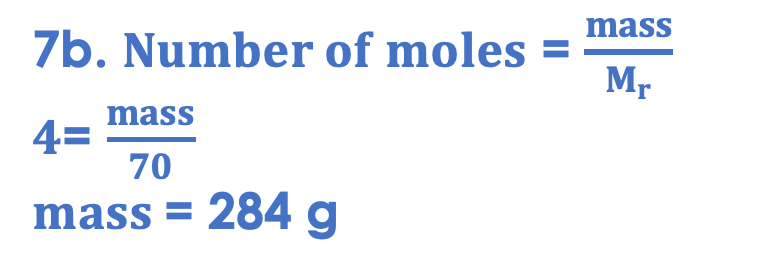 7b. Number of moles = mass/Mr
4= mass/70
mass = 284 g